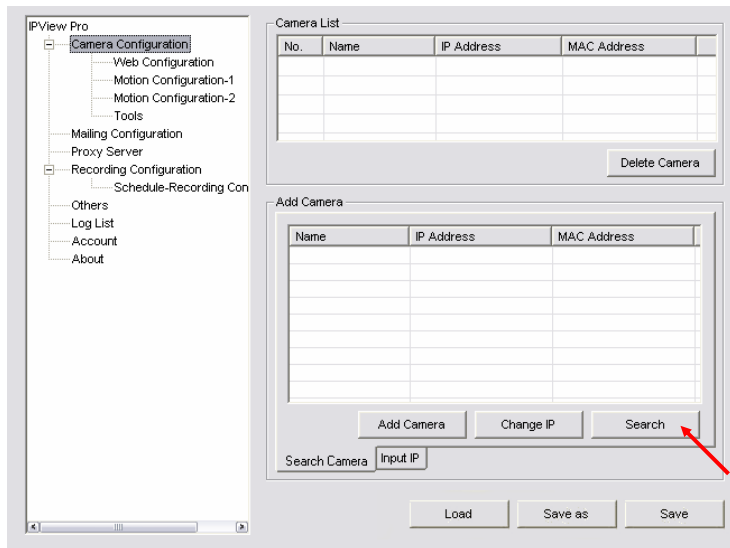 IPView Pro
Camera Configuration
Web Configuration
Motion Configuration-1
Motion Configuration-2
Tools
Mailing Configuration
Proxy Server
Recording Configuration
Schedule-Recording Con
Others
Log List
Account
About
Camera List
No. Name IP Address MAC Address
Delete Camera
Add Camera
Name IP Address MAC Address
Add Camera Change IP Search
Search Camera Input IP
Load Save as Save